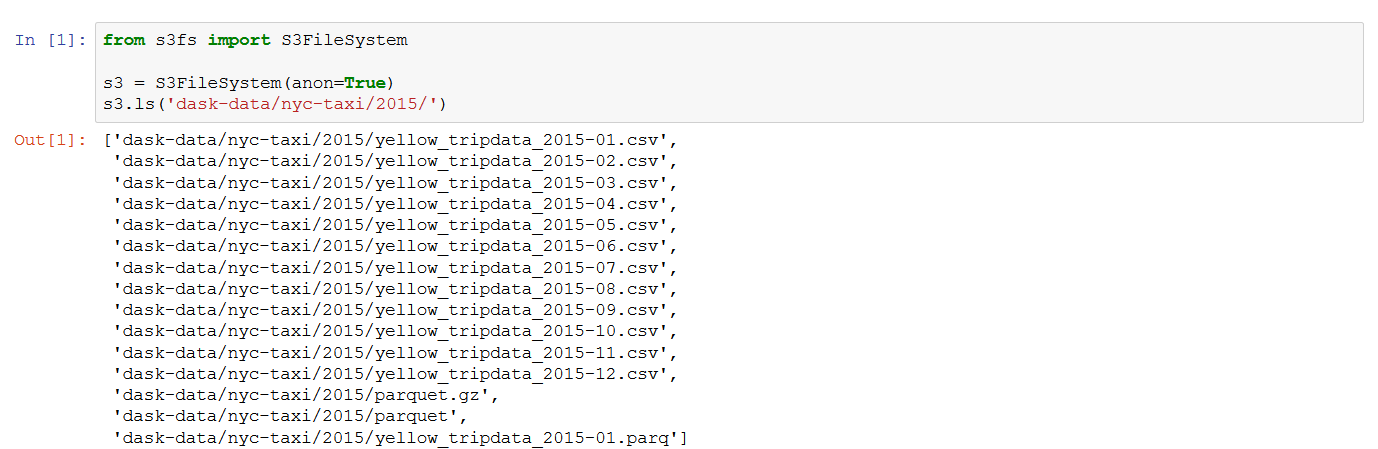 In [1]: from s3fs import S3FileSystem

s3 = S3FileSystem(anon=True)
s3.ls('dask-data/nyc-taxi/2015/')
Out[1]: ['dask-data/nyc-taxi/2015/yellow_tripdata_2015-01.csv',
'dask-data/nyc-taxi/2015/yellow_tripdata_2015-02.csv',
'dask-data/nyc-taxi/2015/yellow_tripdata_2015-03.csv',
'dask-data/nyc-taxi/2015/yellow_tripdata_2015-04.csv',
'dask-data/nyc-taxi/2015/yellow_tripdata_2015-05.csv',
'dask-data/nyc-taxi/2015/yellow_tripdata_2015-06.csv',
'dask-data/nyc-taxi/2015/yellow_tripdata_2015-07.csv',
'dask-data/nyc-taxi/2015/yellow_tripdata_2015-08.csv',
'dask-data/nyc-taxi/2015/yellow_tripdata_2015-09.csv',
'dask-data/nyc-taxi/2015/yellow_tripdata_2015-10.csv',
'dask-data/nyc-taxi/2015/yellow_tripdata_2015-11.csv',
'dask-data/nyc-taxi/2015/yellow_tripdata_2015-12.csv',
'dask-data/nyc-taxi/2015/parquet.gz',
'dask-data/nyc-taxi/2015/parquet',
'dask-data/nyc-taxi/2015/yellow_tripdata_2015-01.parq']